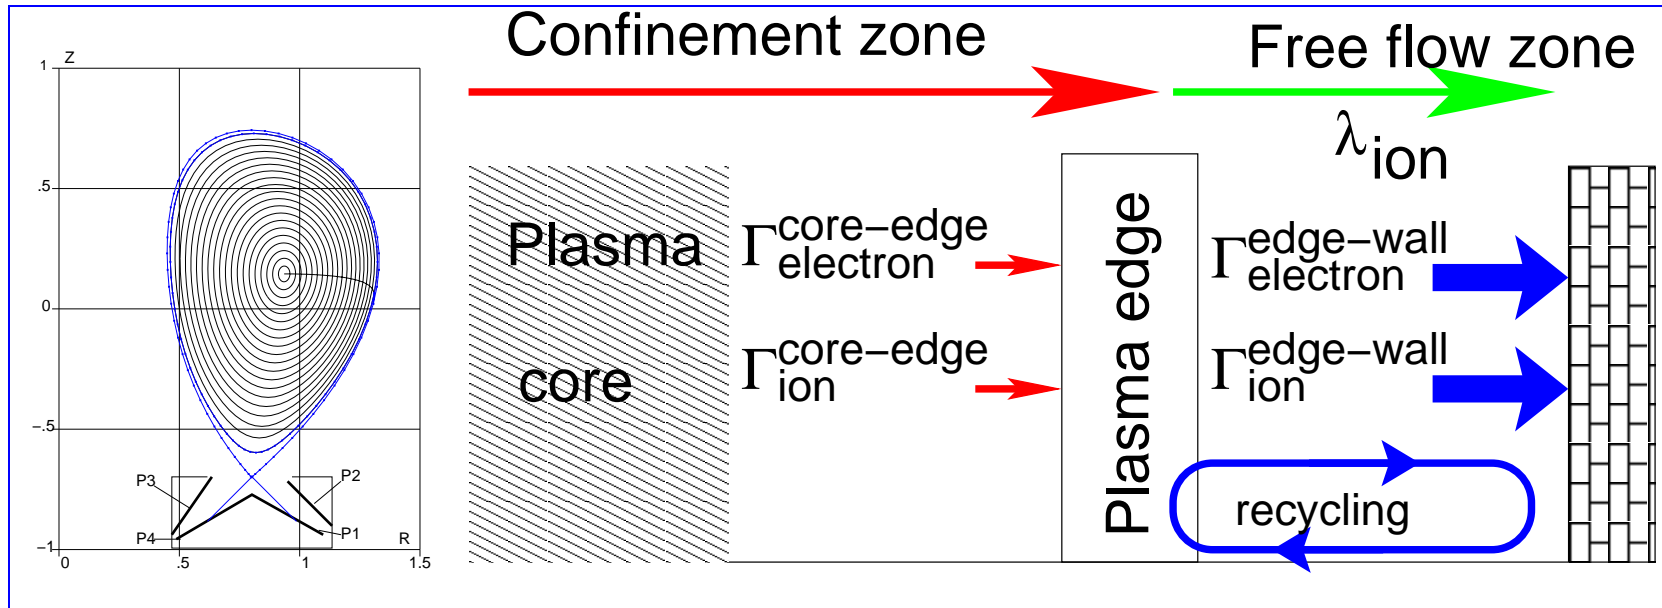 Confinement zone
Free flow zone
λion
Z
1
.5
0
−.5
−1
0
.5
1
1.5
R
P3
P2
P4
P1
Plasma
core
Γcore−edge electron
Γcore−edge ion
Plasma edge
Γedge−wall electron
Γedge−wall ion
recycling